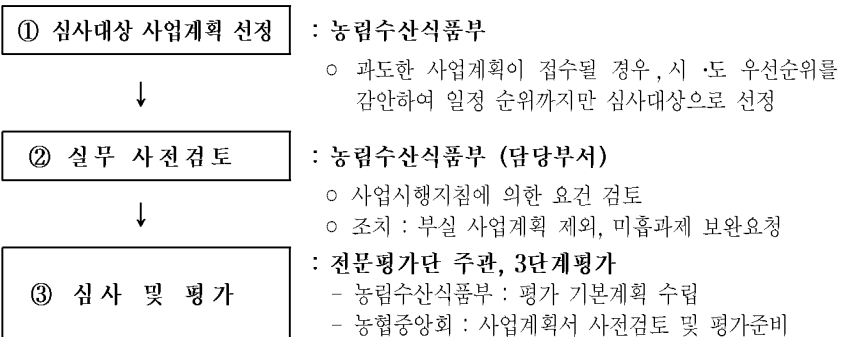 ① 심사대상 사업계획 선정 : 농림수산식품부
○ 과도한 사업계획이 접수될 경우, 시·도 우선순위를
감안하여 일정 순위까지만 심사대상으로 선정
↓
② 실무 사전검토 : 농림수산식품부 (담당부서)
○ 사업시행지침에 의한 요건 검토
○ 조치 : 부실 사업계획 제외, 미흡과제 보완요청
↓
③ 심사 및 평가 : 전문평가단 주관, 3단계평가
- 농림수산식품부 : 평가 기본계획 수립
- 농협중앙회 : 사업계획서 사전검토 및 평가준비